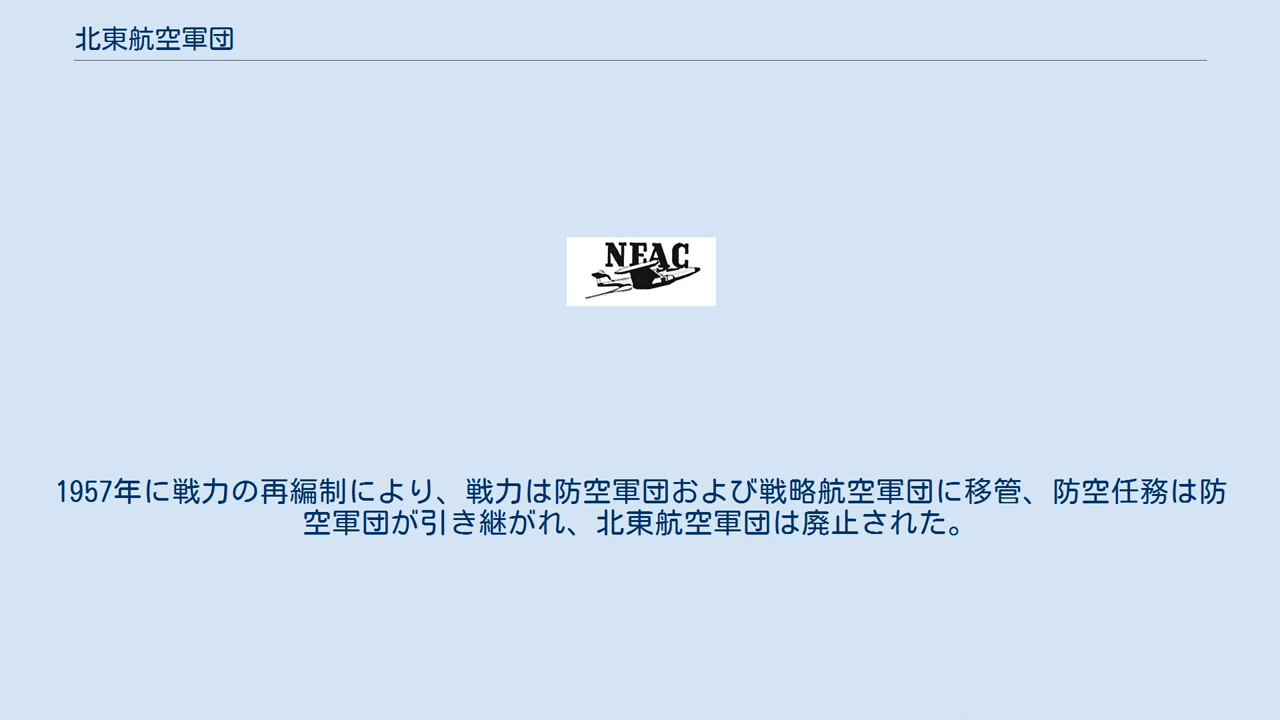 北東航空軍団
NEAC
1957年に戦力の再編制により、戦力は防空軍団および戦略航空軍団に移管、防空任務は防
空軍団が引き継がれ、北東航空軍団は廃止された。